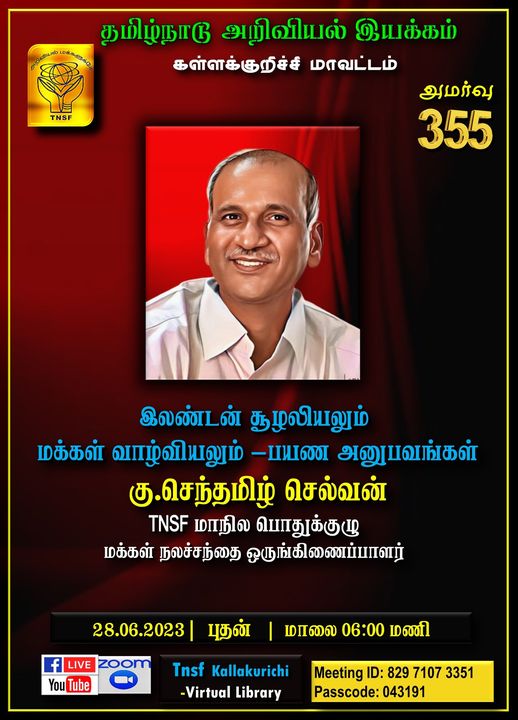 தமிழ்நாடு அறிவியல் இயக்கம்
கள்ளக்குறிச்சி மாவட்டம்
TNSF
அமர்வு
355
இலண்டன் சூழலியலும்
மக்கள் வாழ்வியலும் –பயண அனுபவங்கள்
கு.செந்தமிழ் செல்வன்
TNSF மாநில பொதுக்குழு
மக்கள் நலச்சந்தை ஒருங்கிணைப்பாளர்
28.06.2023| புதன் | மாலை 06:00 மணி
f LIVE zoom
YouTube
Tnsf Kallakurichi
-Virtual Library
Meeting ID: 829 7107 3351
Passcode: 043191